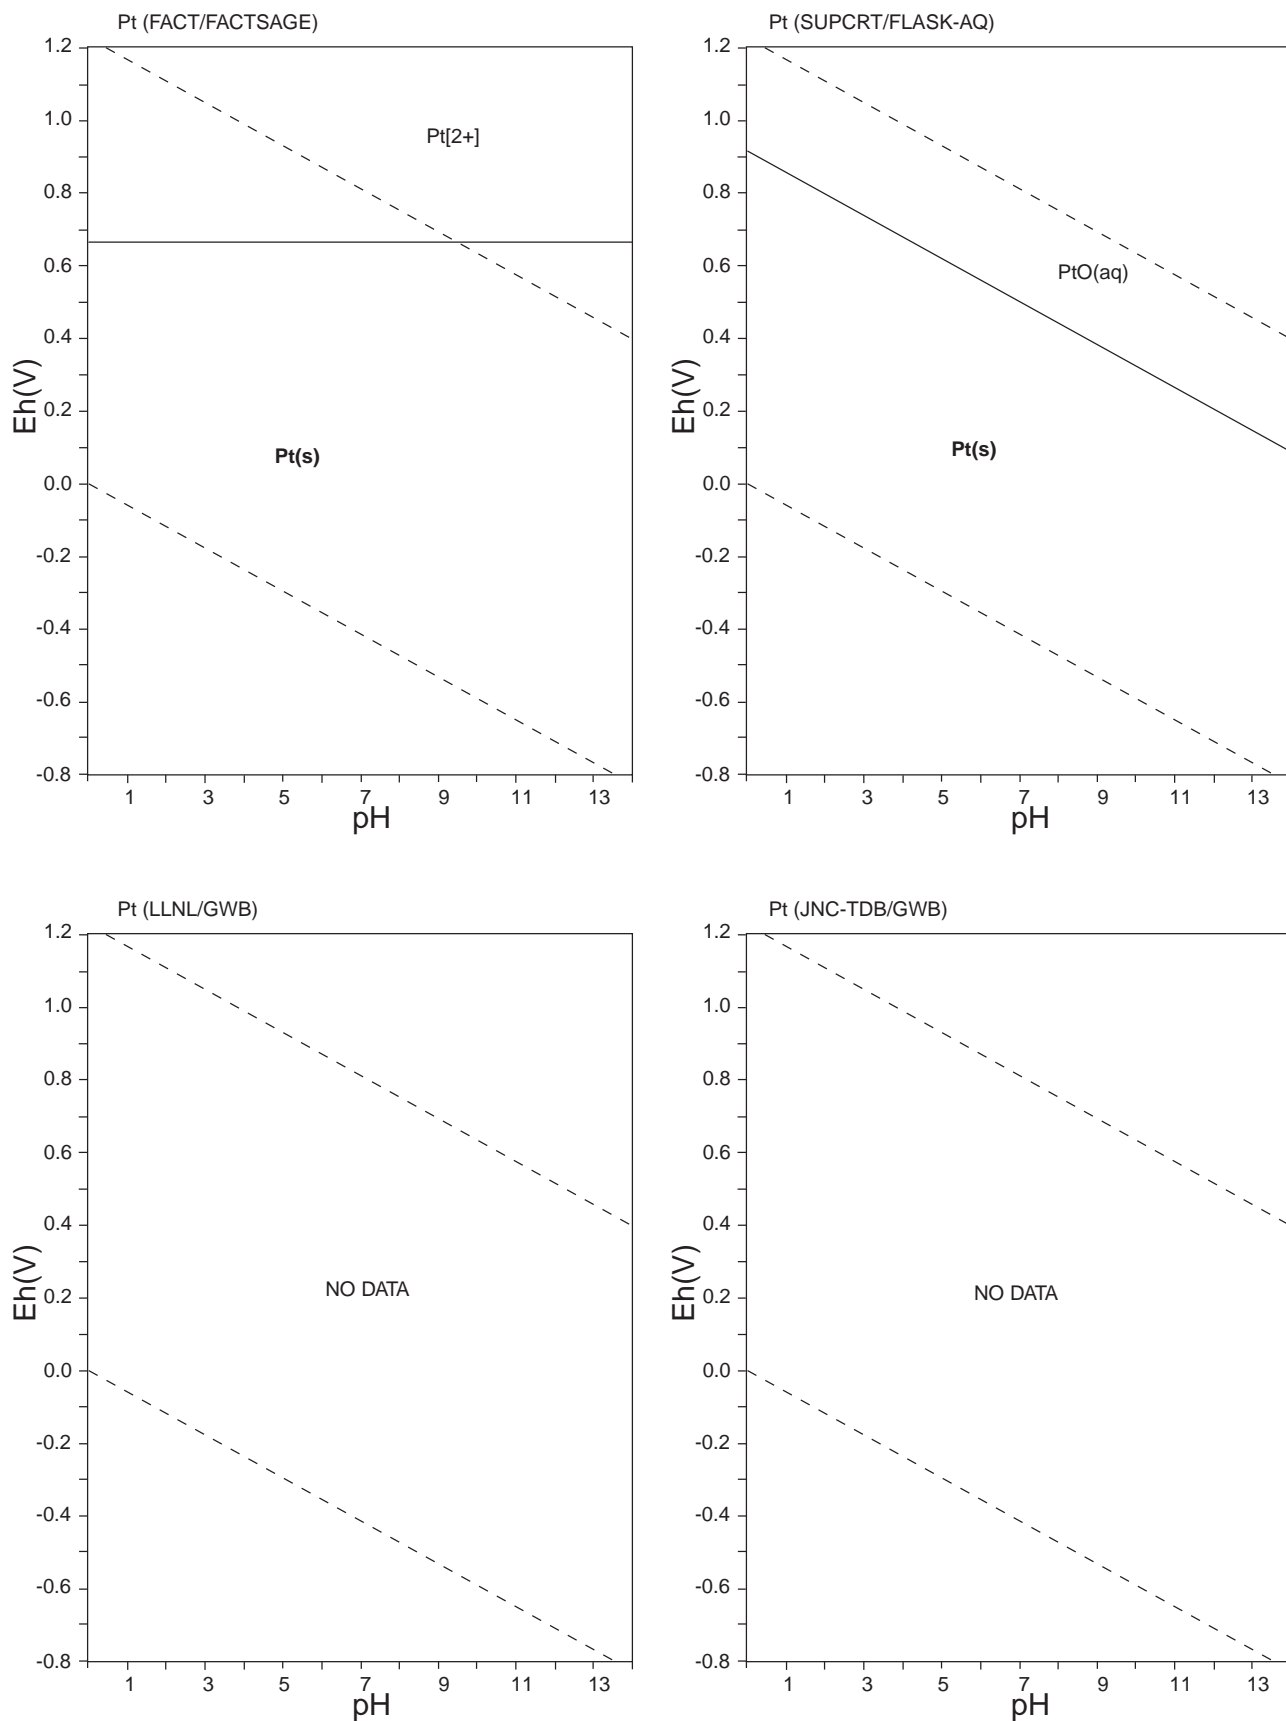 Pt (FACT/FACTSAGE)
1.2
1.0
0.8
0.6
0.4
0.2
0.0
-0.2
-0.4
-0.6
-0.8
Eh(V)
Pt[2+]
Pt(s)
1 3 5 7 9 11 13
pH
Pt (SUPCRT/FLASK-AQ)
1.2
1.0
0.8
0.6
0.4
0.2
0.0
-0.2
-0.4
-0.6
-0.8
Eh(V)
PtO(aq)
Pt(s)
1 3 5 7 9 11 13
pH
Pt (LLNL/GWB)
1.2
1.0
0.8
0.6
0.4
0.2
0.0
-0.2
-0.4
-0.6
-0.8
Eh(V)
NO DATA
1 3 5 7 9 11 13
pH
Pt (JNC-TDB/GWB)
1.2
1.0
0.8
0.6
0.4
0.2
0.0
-0.2
-0.4
-0.6
-0.8
Eh(V)
NO DATA
1 3 5 7 9 11 13
pH